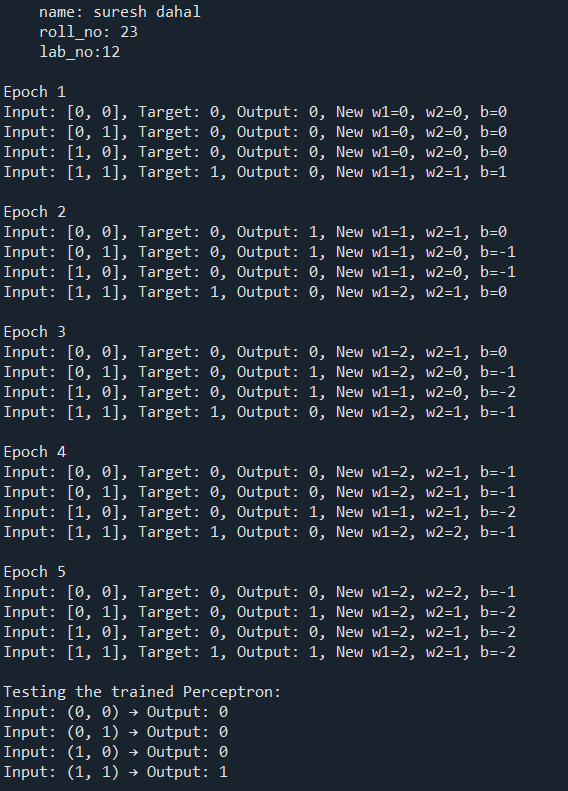 name: suresh dahal
roll_no: 23
lab_no:12
Epoch 1
Input: [0, 0], Target: 0, Output: 0, New w1=0, w2=0, b=0
Input: [0, 1], Target: 0, Output: 0, New w1=0, w2=0, b=0
Input: [1, 0], Target: 0, Output: 0, New w1=0, w2=0, b=0
Input: [1, 1], Target: 1, Output: 0, New w1=1, w2=1, b=1
Epoch 2
Input: [0, 0], Target: 0, Output: 1, New w1=1, w2=1, b=0
Input: [0, 1], Target: 0, Output: 1, New w1=1, w2=0, b=-1
Input: [1, 0], Target: 0, Output: 0, New w1=1, w2=0, b=-1
Input: [1, 1], Target: 1, Output: 0, New w1=2, w2=1, b=0
Epoch 3
Input: [0, 0], Target: 0, Output: 0, New w1=2, w2=1, b=0
Input: [0, 1], Target: 0, Output: 1, New w1=2, w2=0, b=-1
Input: [1, 0], Target: 0, Output: 1, New w1=1, w2=0, b=-2
Input: [1, 1], Target: 1, Output: 0, New w1=2, w2=1, b=-1
Epoch 4
Input: [0, 0], Target: 0, Output: 0, New w1=2, w2=1, b=-1
Input: [0, 1], Target: 0, Output: 0, New w1=2, w2=1, b=-1
Input: [1, 0], Target: 0, Output: 1, New w1=1, w2=1, b=-2
Input: [1, 1], Target: 1, Output: 0, New w1=2, w2=2, b=-1
Epoch 5
Input: [0, 0], Target: 0, Output: 0, New w1=2, w2=2, b=-1
Input: [0, 1], Target: 0, Output: 1, New w1=2, w2=1, b=-2
Input: [1, 0], Target: 0, Output: 0, New w1=2, w2=1, b=-2
Input: [1, 1], Target: 1, Output: 1, New w1=2, w2=1, b=-2
Testing the trained Perceptron:
Input: (0, 0) → Output: 0
Input: (0, 1) → Output: 0
Input: (1, 0) → Output: 0
Input: (1, 1) → Output: 1